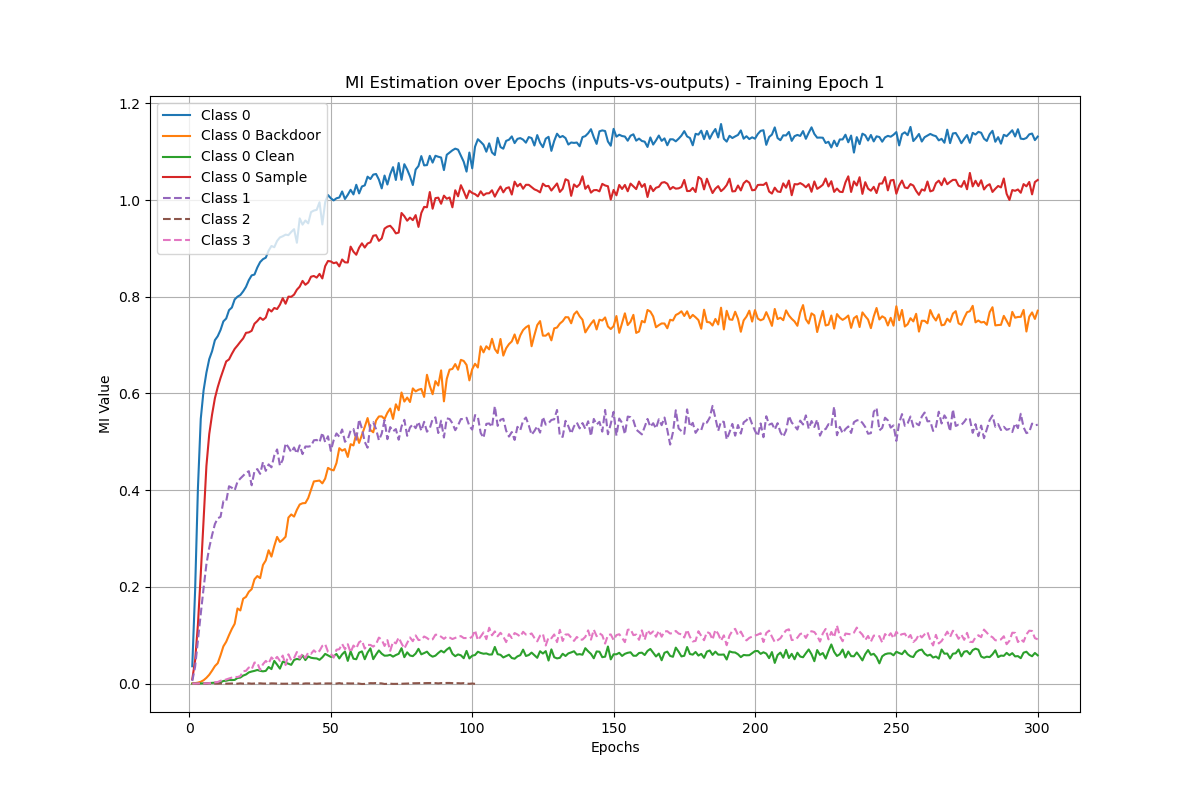 MI Estimation over Epochs (inputs-vs-outputs) - Training Epoch 1
1.2
1.0
0.8
0.6
0.4
0.2
0.0
MI Value
Class 0
Class 0 Backdoor
Class 0 Clean
Class 0 Sample
Class 1
Class 2
Class 3
0 50 100 150 200 250 300
Epochs